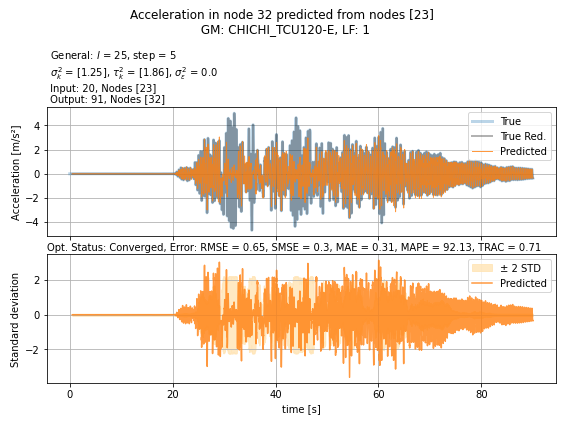 Acceleration in node 32 predicted from nodes [23]
GM: CHICHI_TCU120-E, LF: 1
General: l = 25, step = 5
σ²ₖ = [1.25], τ²ₖ = [1.86], σ²ε = 0.0
Input: 20, Nodes [23]
Output: 91, Nodes [32]
Acceleration [m/s²]
4
2
0
−2
−4
True
True Red.
Predicted
Opt. Status: Converged, Error: RMSE = 0.65, SMSE = 0.3, MAE = 0.31, MAPE = 92.13, TRAC = 0.71
Standard deviation
2
0
−2
± 2 STD
Predicted
0 20 40 60 80
time [s]